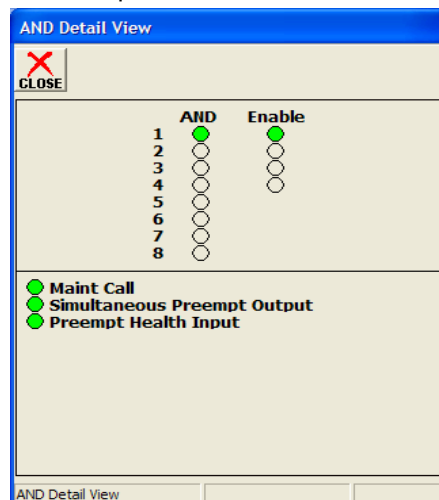 AND Detail View
CLOSE
AND Enable
1
2
3
4
5
6
7
8
Maint Call
Simultaneous Preempt Output
Preempt Health Input
AND Detail View